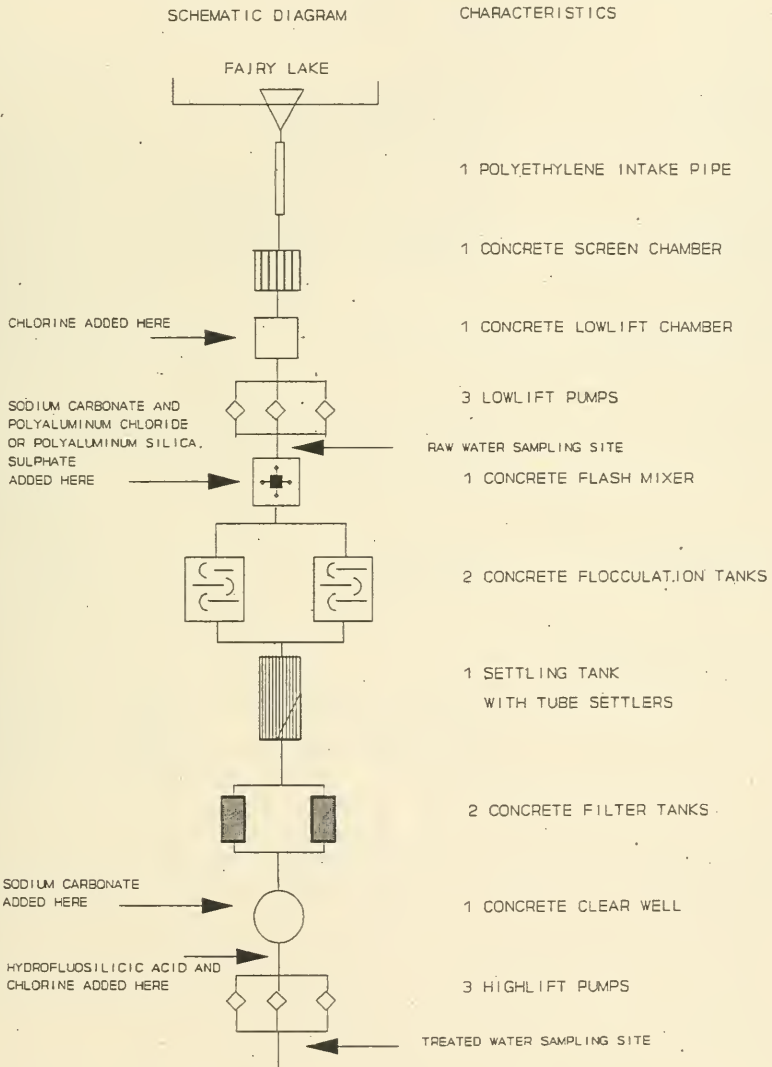 SCHEMATIC DIAGRAM
CHARACTERISTICS
FAIRY LAKE
1 POLYETHYLENE INTAKE PIPE
1 CONCRETE SCREEN CHAMBER
CHLORINE ADDED HERE
1 CONCRETE LOWLIFT CHAMBER
3 LOWLIFT PUMPS
SODIUM CARBONATE AND
POLYALUMINUM CHLORIDE
OR POLYALUMINUM SILICA.
SULPHATE
ADDED HERE
RAW WATER SAMPLING SITE
1 CONCRETE FLASH MIXER
2 CONCRETE FLOCCULATION TANKS
1 SETTLING TANK
WITH TUBE SETTLERS
2 CONCRETE FILTER TANKS
SODIUM CARBONATE
ADDED HERE
1 CONCRETE CLEAR WELL
HYDROFLUOSILICIC ACID AND
CHLORINE ADDED HERE
3 HIGHLIFT PUMPS
TREATED WATER SAMPLING SITE